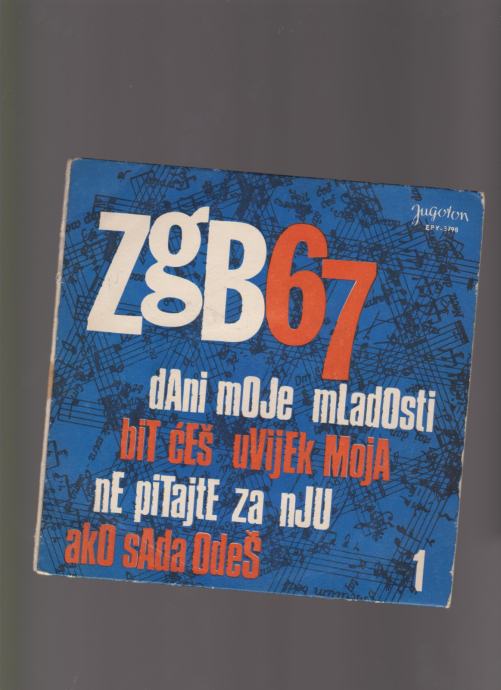 Jugoton
EPY-3798
ZgB67
dAni mOJe mLadOsti
biT ćEš uVijEk MojA
nE piTajtE za nJU
akO sAda OdeŠ
1